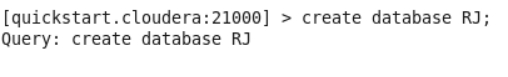 [quickstart.cloudera:21000] > create database RJ;
Query: create database RJ